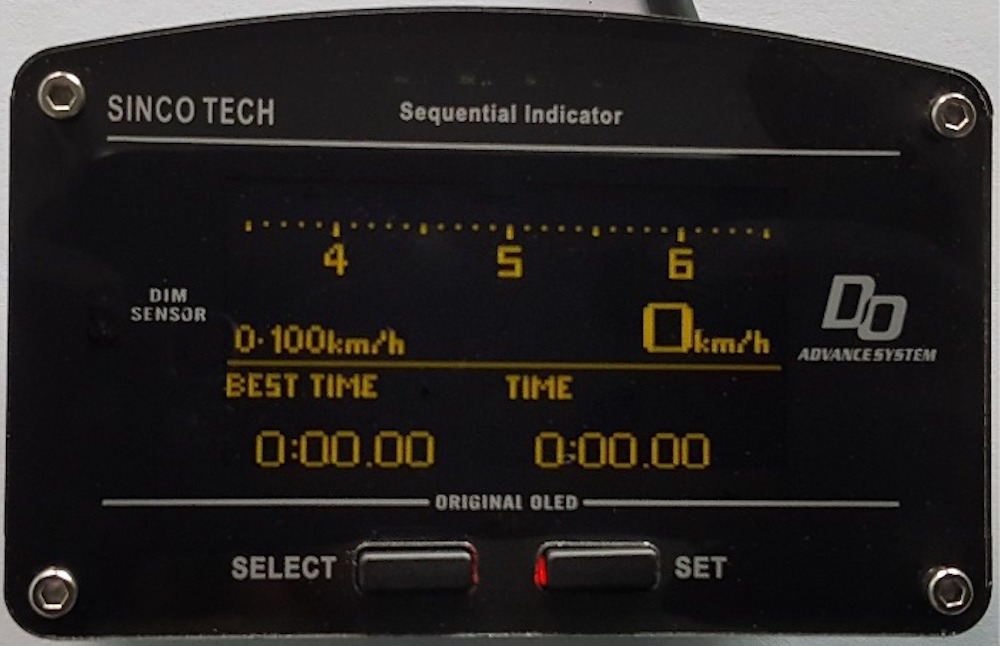 SINCO TECH
Sequential Indicator
4 5 6
DIM
SENSOR
0-100km/h
0km/h
DO
ADVANCE SYSTEM
BEST TIME
TIME
0:00.00
0:00.00
ORIGINAL OLED
SELECT
SET